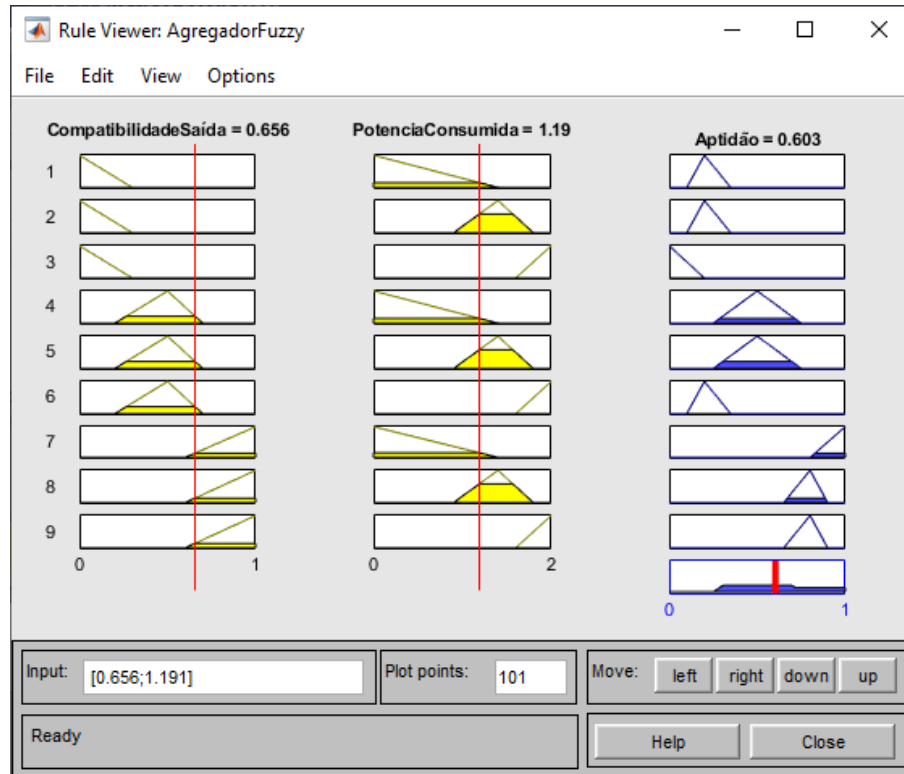 Rule Viewer: AgregadorFuzzy
File Edit View Options
CompatibilidadeSaída = 0.656 PotenciaConsumida = 1.19 Aptidão = 0.603
1
2
3
4
5
6
7
8
9
0 1 0 2
0 1
Input: [0.656;1.191] Plot points: 101 Move: left right down up
Ready Help Close